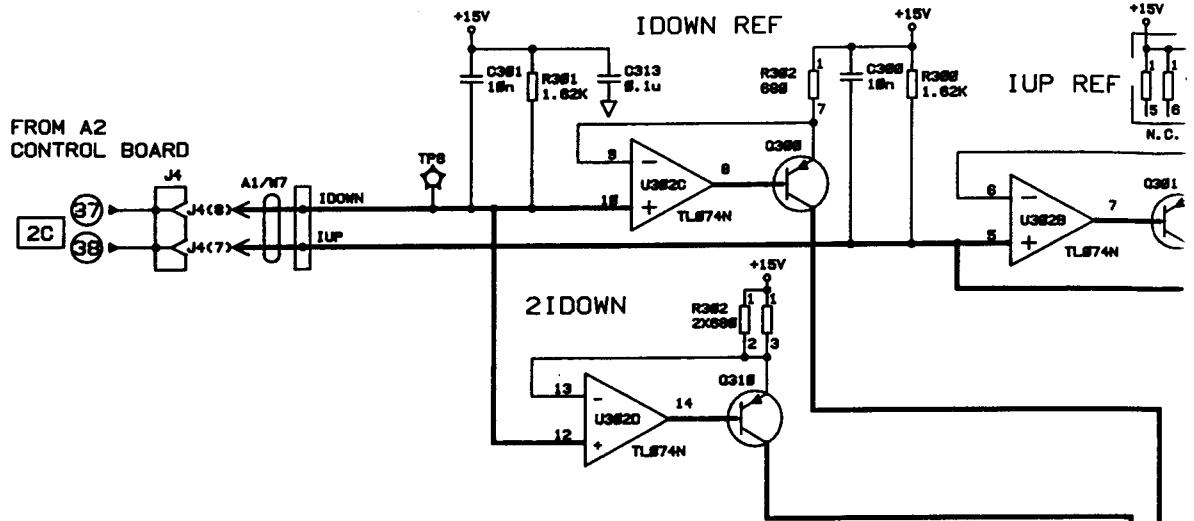 +15V
IDOWN REF
+15V
+15V
C301
10n
R301
1.62K
C313
0.1u
R302
680
1
7
C300
10n
R300
1.62K
IUP REF
1
1
5
6
N.C.
FROM A2
CONTROL BOARD
J4
A1/W7
TP8
9
-
U302C
8
10
+
TL074N
Q300
6
-
U302B
7
5
+
TL074N
Q301
37
J4(8)
IDOWN
2C
38
J4(7)
IUP
2IDOWN
+15V
R302
2X680
1
1
2
3
13
-
U302D
14
12
+
TL074N
Q310